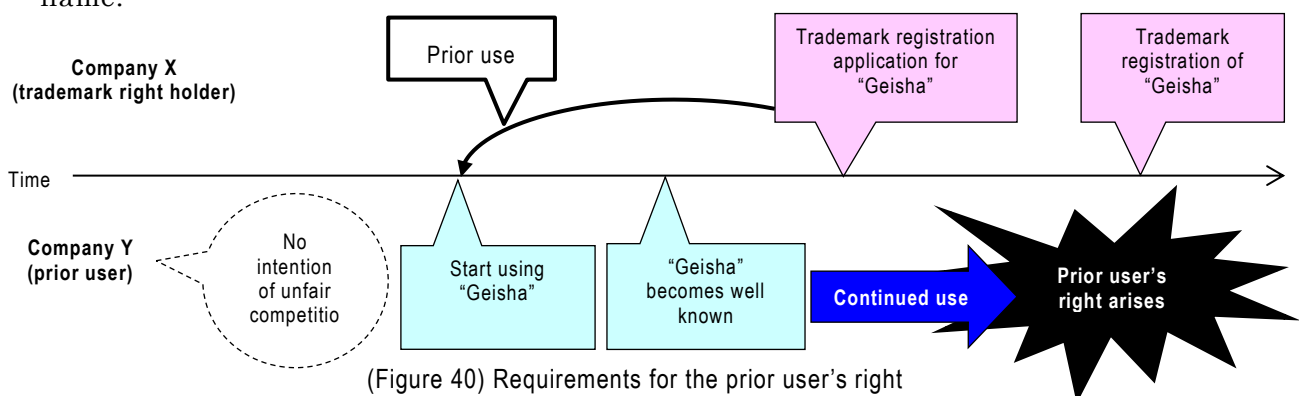 name.
Company X
(trademark right holder)
Prior use
Trademark registration
application for
“Geisha”
Trademark
registration of
“Geisha”
Time
Company Y
(prior user)
No
intention
of unfair
competitio
Start using
“Geisha”
“Geisha”
becomes well
known
Continued use
Prior user’s
right arises
(Figure 40) Requirements for the prior user’s right